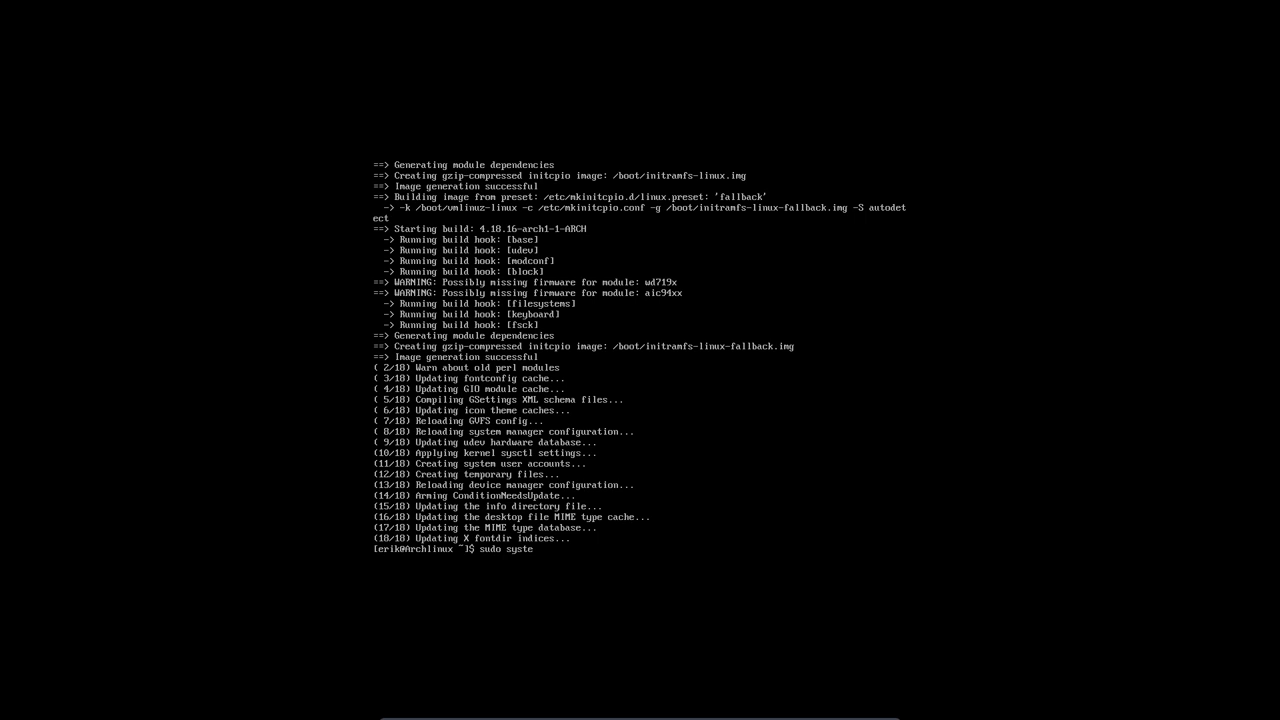 ==> Generating module dependencies
==> Creating gzip-compressed initcpio image: /boot/initramfs-linux.img
==> Image generation successful
==> Building image from preset: /etc/mkinitcpio.d/linux.preset: 'fallback'
  -> -k /boot/vmlinuz-linux -c /etc/mkinitcpio.conf -g /boot/initramfs-linux-fallback.img -S autodet
ect
==> Starting build: 4.18.16-arch1-1-ARCH
  -> Running build hook: [base]
  -> Running build hook: [udev]
  -> Running build hook: [modconf]
  -> Running build hook: [block]
==> WARNING: Possibly missing firmware for module: wd719x
==> WARNING: Possibly missing firmware for module: aic94xx
  -> Running build hook: [filesystems]
  -> Running build hook: [keyboard]
  -> Running build hook: [fsck]
==> Generating module dependencies
==> Creating gzip-compressed initcpio image: /boot/initramfs-linux-fallback.img
==> Image generation successful
( 2/18) Warn about old perl modules
( 3/18) Updating fontconfig cache...
( 4/18) Updating GIO module cache...
( 5/18) Compiling GSettings XML schema files...
( 6/18) Updating icon theme caches...
( 7/18) Reloading GVFS config...
( 8/18) Reloading system manager configuration...
( 9/18) Updating udev hardware database...
(10/18) Applying kernel sysctl settings...
(11/18) Creating system user accounts...
(12/18) Creating temporary files...
(13/18) Reloading device manager configuration...
(14/18) Arming ConditionNeedsUpdate...
(15/18) Updating the info directory file...
(16/18) Updating the desktop file MIME type cache...
(17/18) Updating the MIME type database...
(18/18) Updating X fontdir indices...
[erik@Archlinux ~]$ sudo syste